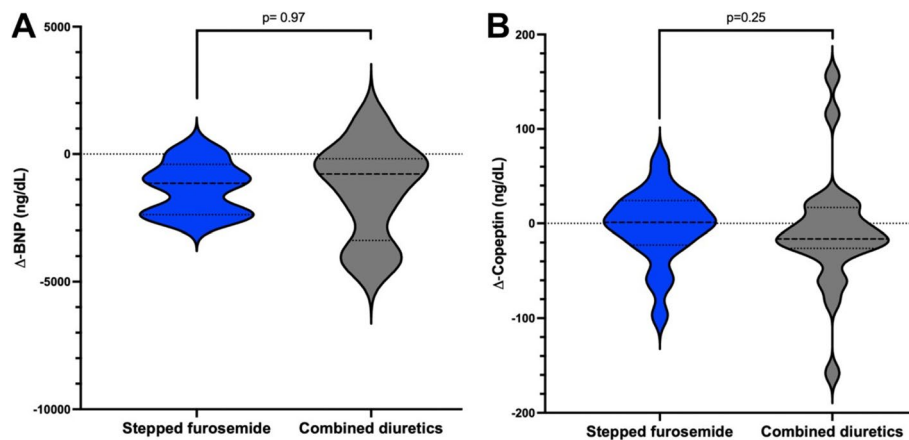 A
p= 0.97
5000
0
-5000
-10000
Δ-BNP (ng/dL)
Stepped furosemide
Combined diuretics
B
p=0.25
200
100
0
-100
-200
Δ-Copeptin (ng/dL)
Stepped furosemide
Combined diuretics